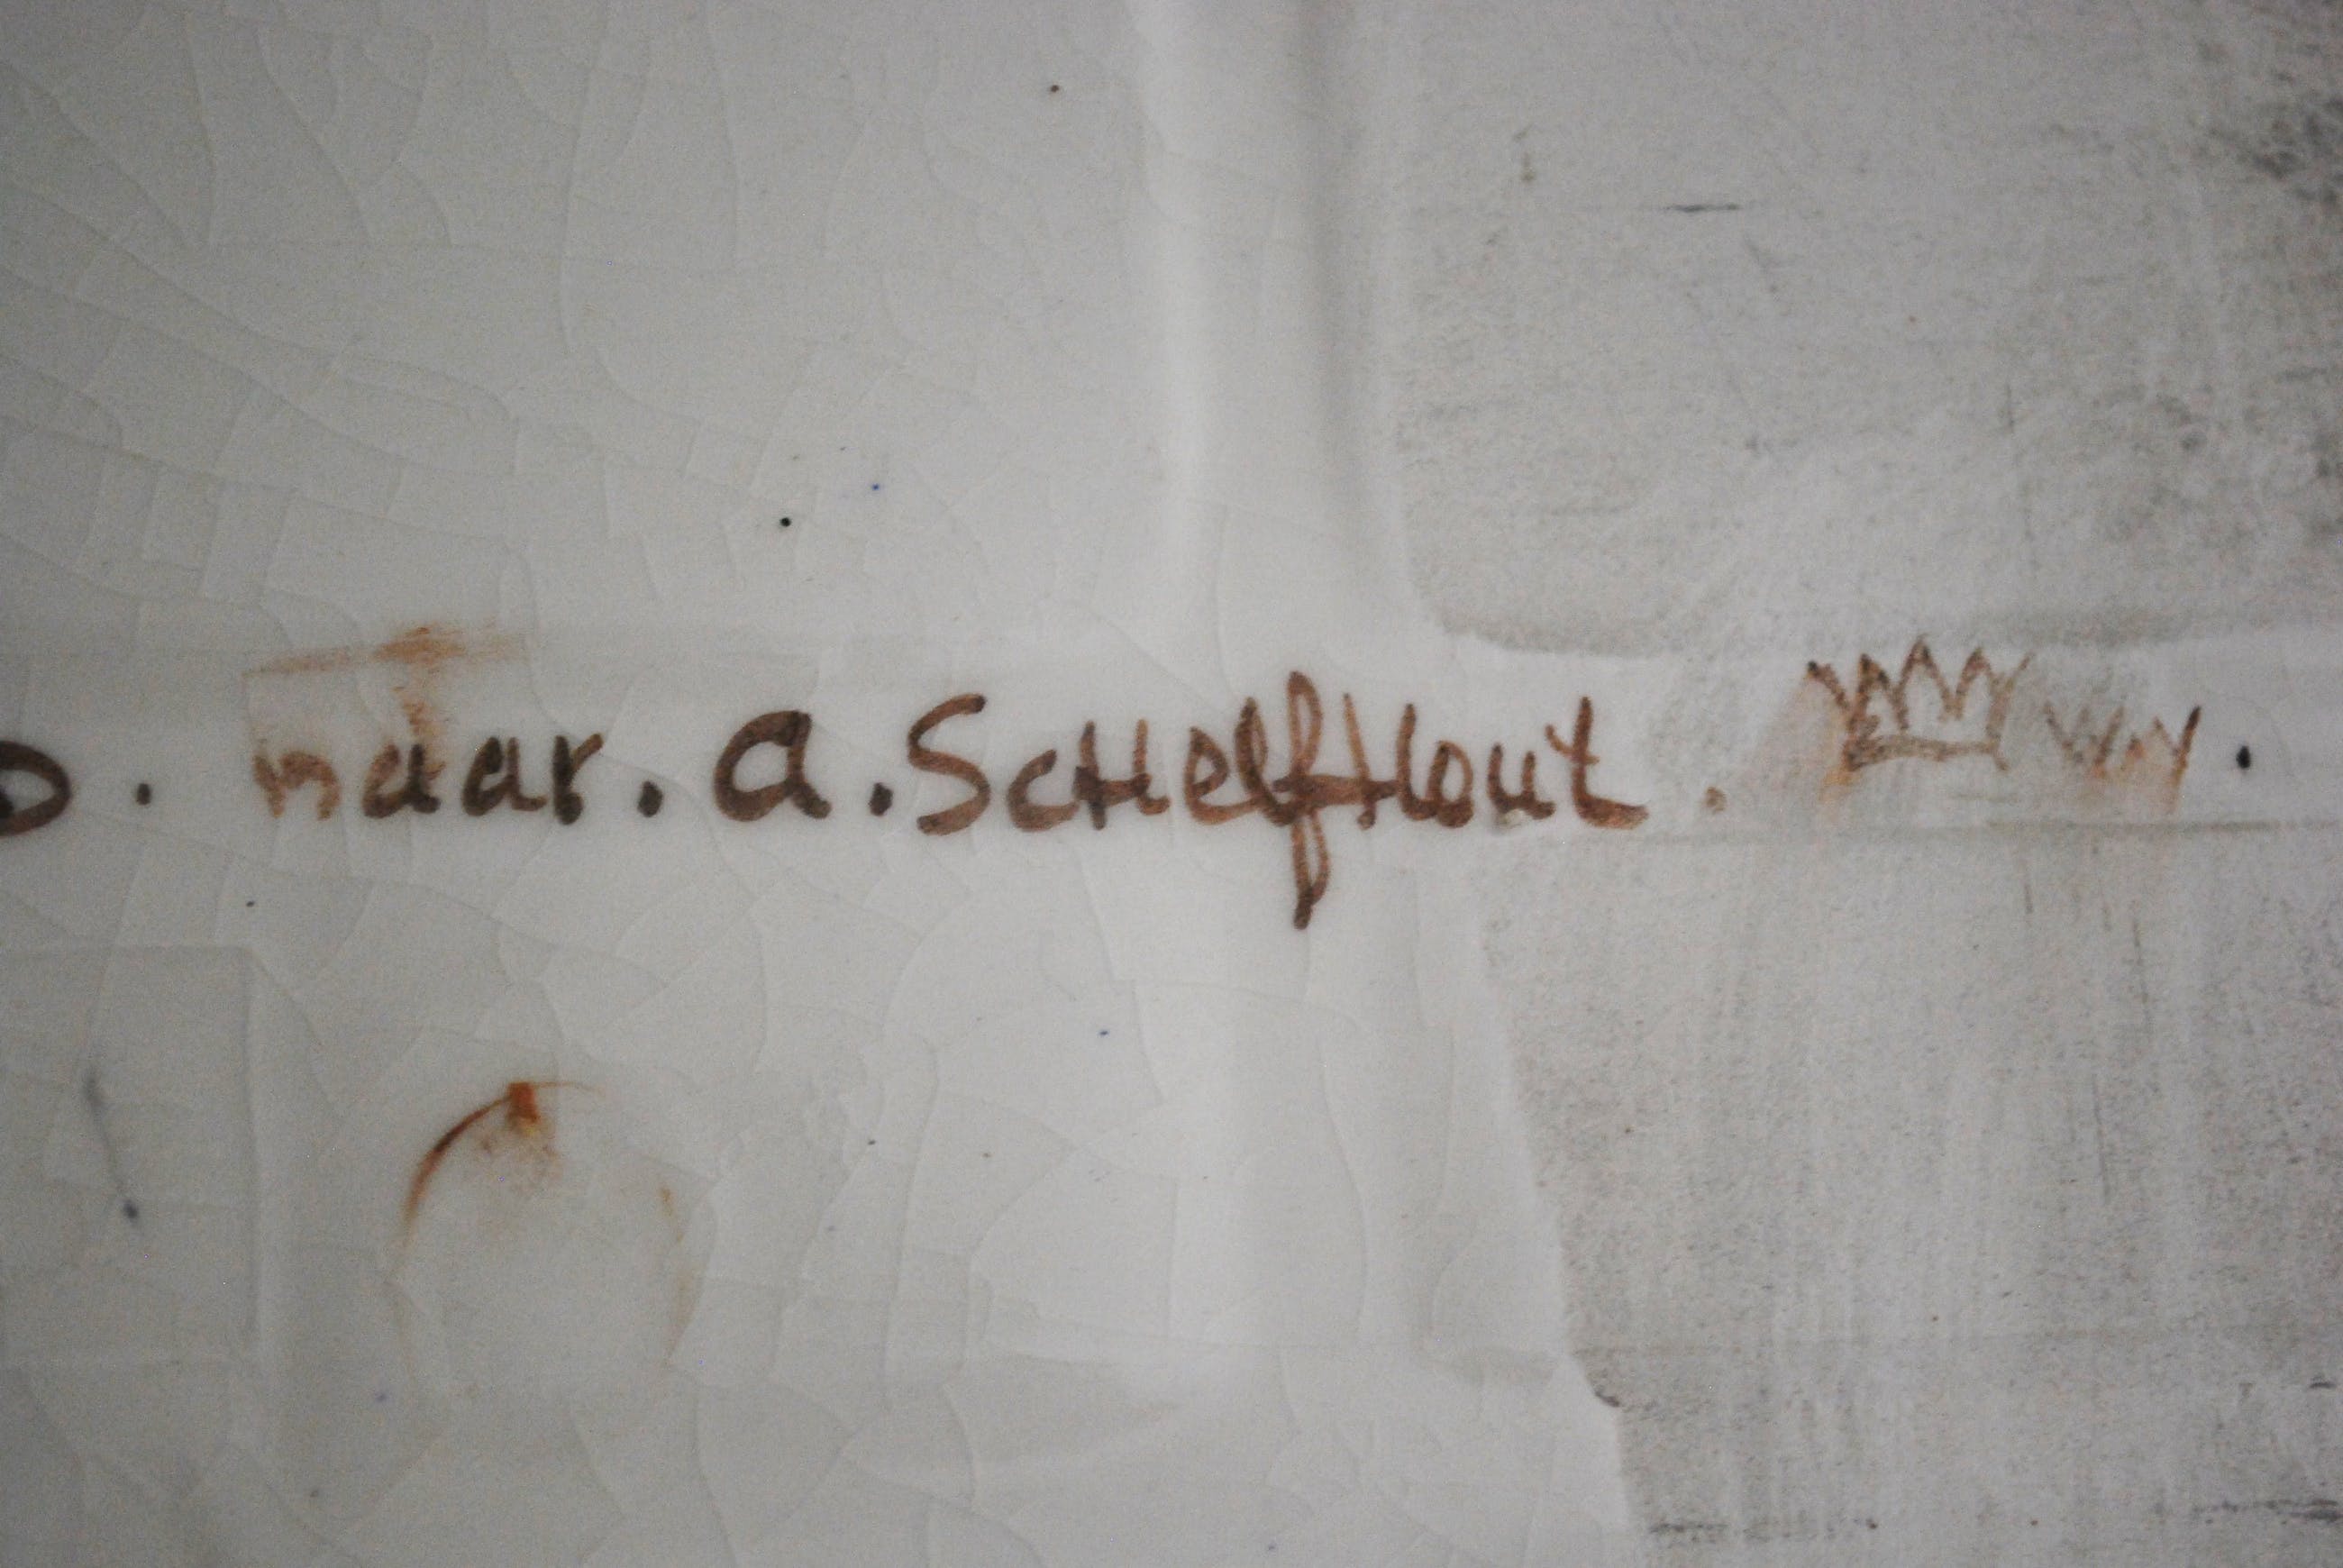 . naar. a. Schelfhout.